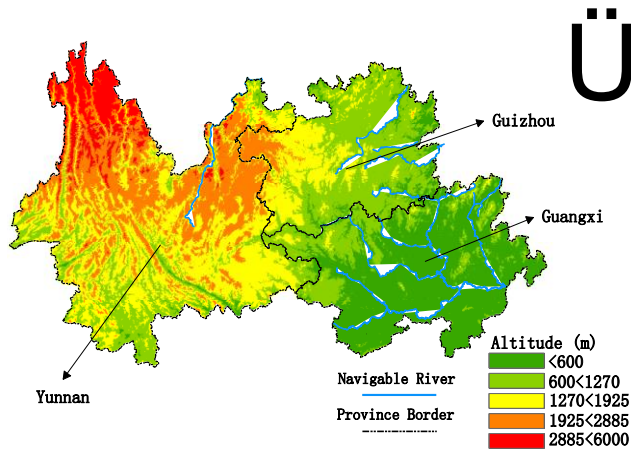 Ü
Guizhou
Guangxi
Yunnan
Altitude (m)
<600
600<1270
1270<1925
1925<2885
2885<6000
Navigable River
Province Border